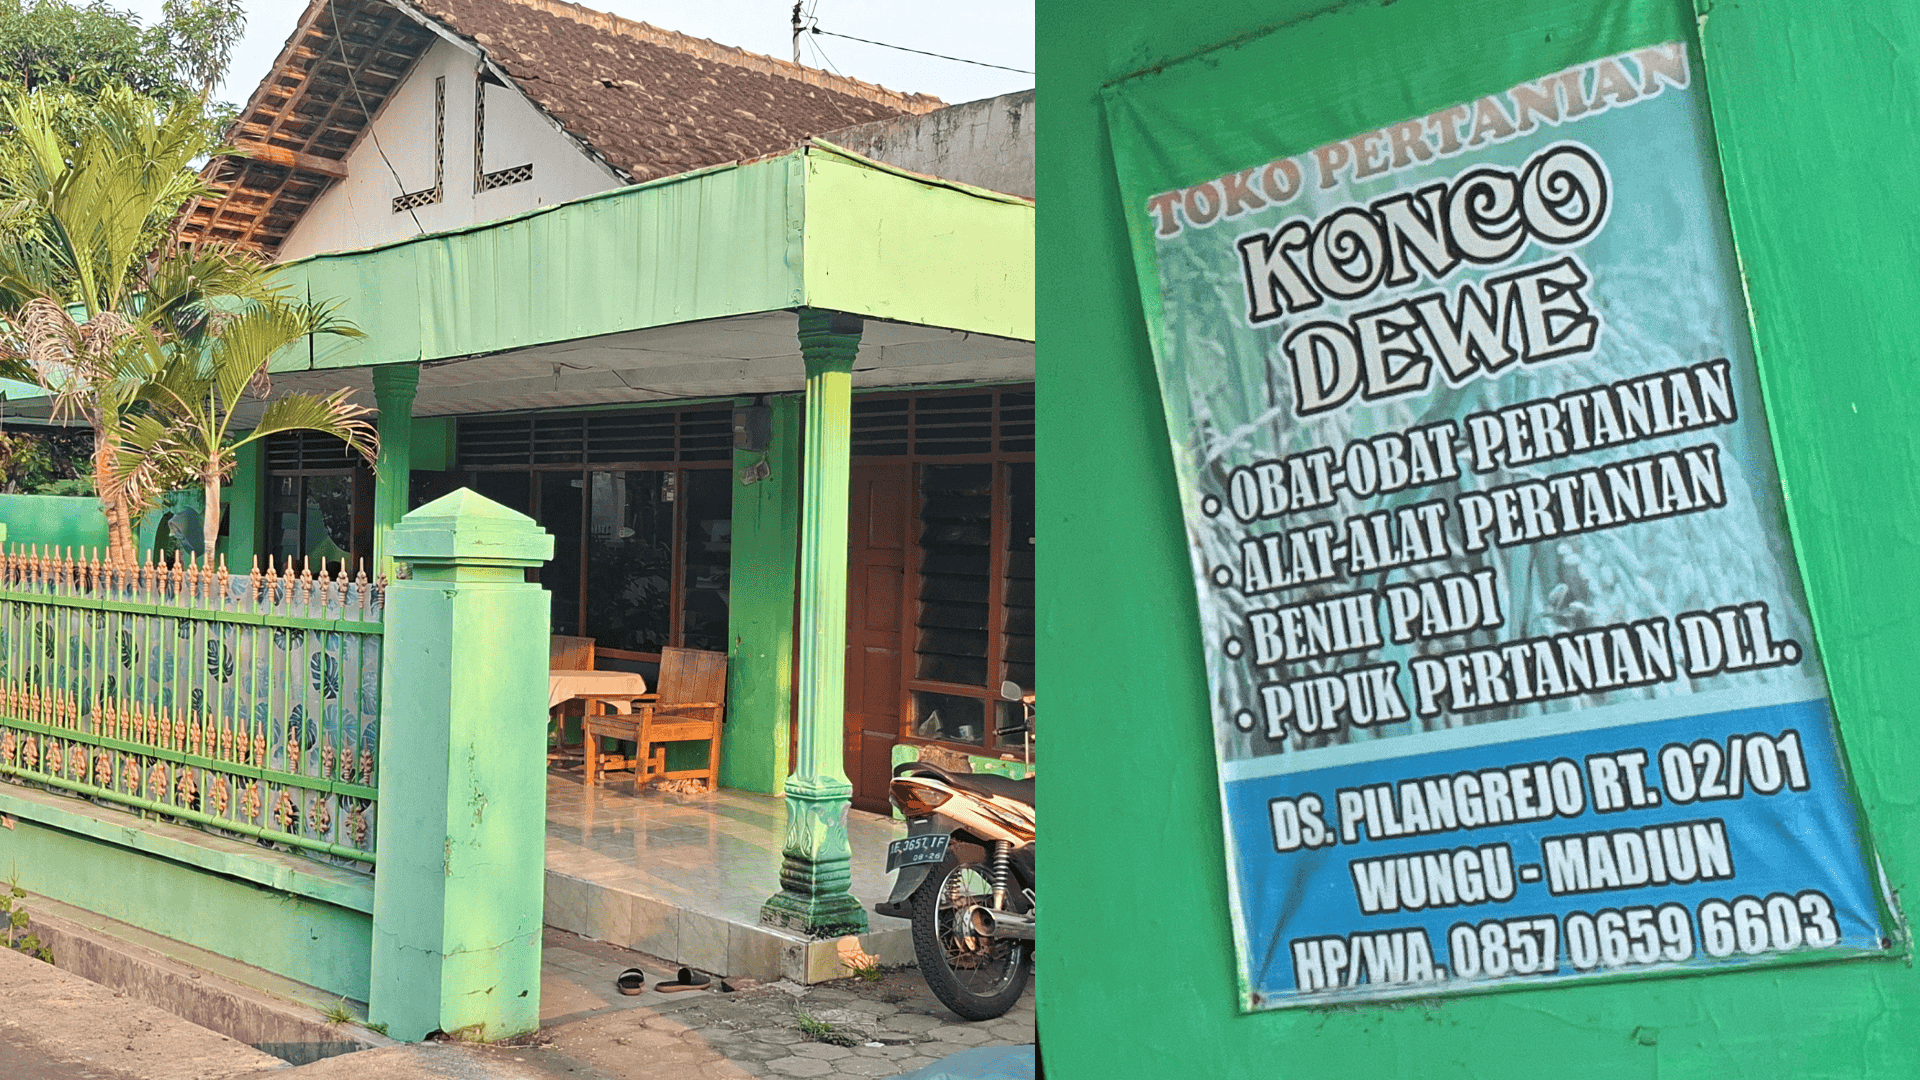 AE 3657 IF
08-26
TOKO PERTANIAN
KONCO
DEWE
• OBAT-OBAT PERTANIAN
• ALAT-ALAT PERTANIAN
• BENIH PADI
• PUPUK PERTANIAN DLL.
DS. PILANGREJO RT. 02/01
WUNGU - MADIUN
HP/WA. 0857 0659 6603